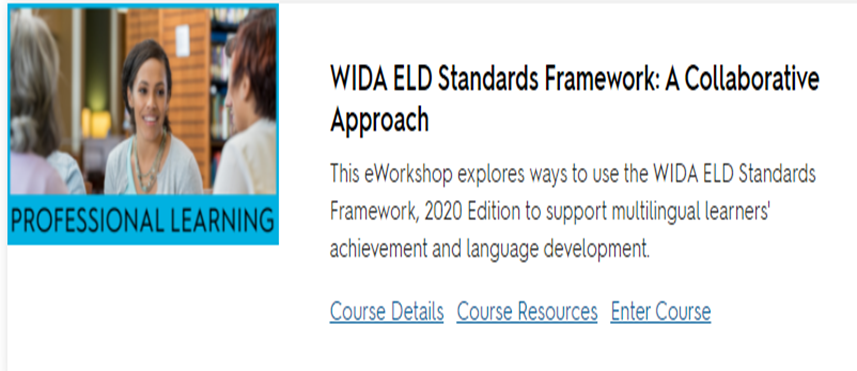 PROFESSIONAL LEARNING
WIDA ELD Standards Framework: A Collaborative
Approach
This eWorkshop explores ways to use the WIDA ELD Standards
Framework, 2020 Edition to support multilingual learners'
achievement and language development.
Course Details Course Resources Enter Course